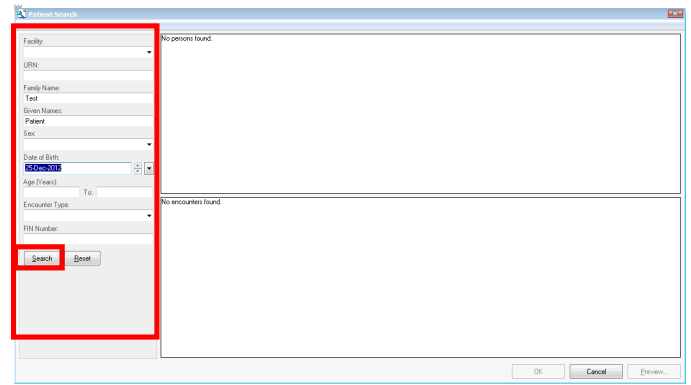 Patient Search
Facility:
URN:
Family Name:
Test
Given Names:
Patient
Sex:
Date of Birth:
25-Dec-2012
Age (Years):
To:
Encounter Type:
FIN Number:
Search Reset
No persons found.
No encounters found.
OK Cancel Preview...